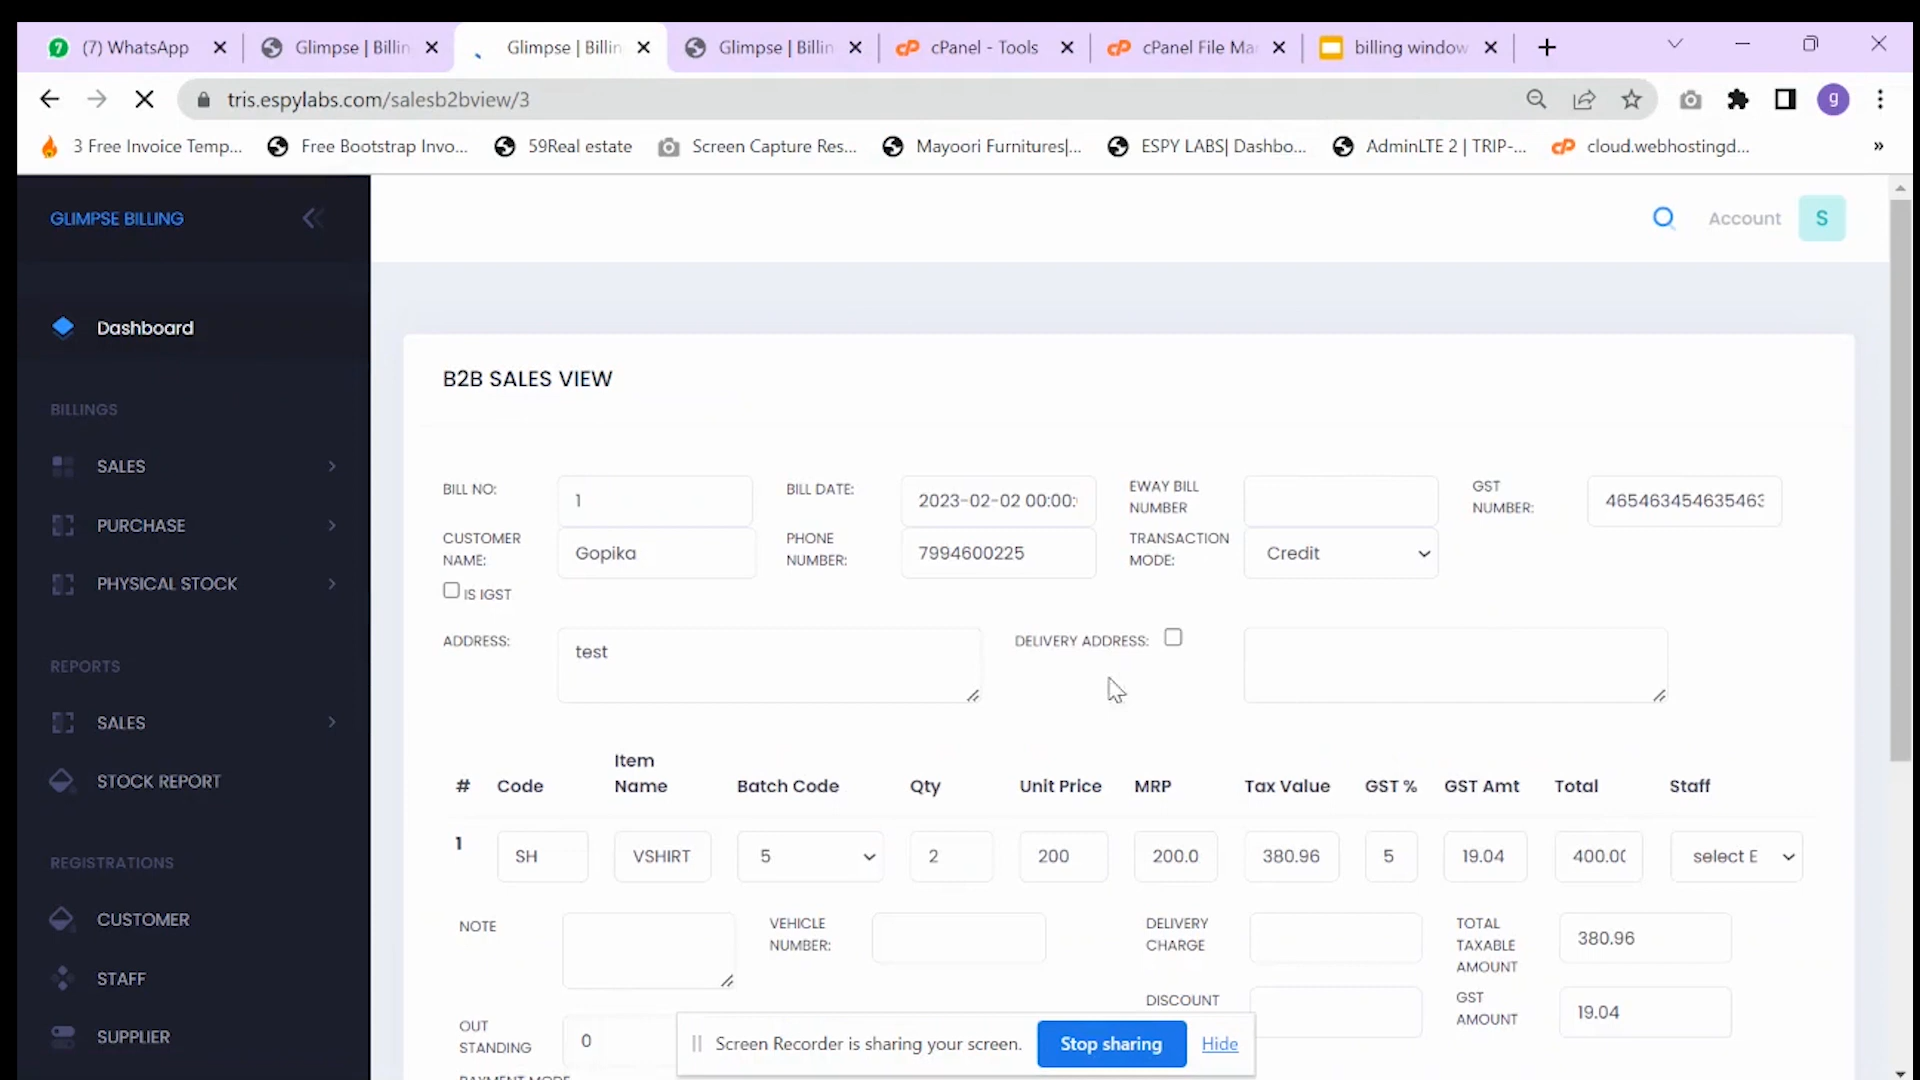 (7) WhatsApp
Glimpse | Billin
Glimpse | Billin
Glimpse | Billin
cPanel - Tools
cPanel File Ma
billing window
tris.espylabs.com/salesb2bview/3
g
3 Free Invoice Temp...
Free Bootstrap Invo...
59Real estate
Screen Capture Res...
Mayoori Furnitures|...
ESPY LABS| Dashbo...
AdminLTE 2 | TRIP-...
cloud.webhostingd...
»
GLIMPSE BILLING
Account
S
Dashboard
BILLINGS
SALES
PURCHASE
PHYSICAL STOCK
REPORTS
SALES
STOCK REPORT
REGISTRATIONS
CUSTOMER
STAFF
SUPPLIER
B2B SALES VIEW
BILL NO:
1
BILL DATE:
2023-02-02 00:00:
EWAY BILL
NUMBER
GST
NUMBER:
465463454635463
CUSTOMER
NAME:
Gopika
PHONE
NUMBER:
7994600225
TRANSACTION
MODE:
Credit
IS IGST
ADDRESS:
test
DELIVERY ADDRESS:
# Code Item Name Batch Code Qty Unit Price MRP Tax Value GST % GST Amt Total Staff
1 SH VSHIRT 5 2 200 200.0 380.96 5 19.04 400.00 select E
NOTE
VEHICLE
NUMBER:
DELIVERY
CHARGE
TOTAL
TAXABLE
AMOUNT
380.96
DISCOUNT
GST
AMOUNT
19.04
OUT
STANDING
0
PAYMENT MODE
Screen Recorder is sharing your screen.
Stop sharing
Hide